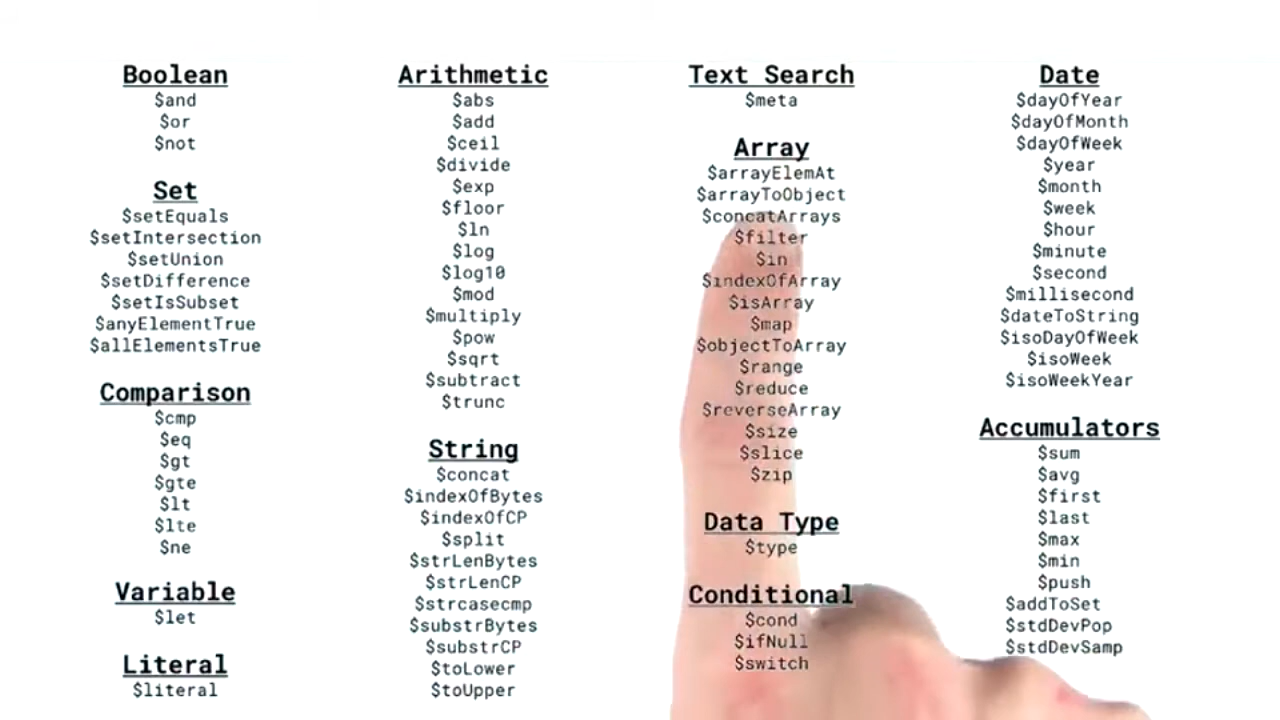 Boolean
$and
$or
$not
Set
$setEquals
$setIntersection
$setUnion
$setDifference
$setIsSubset
$anyElementTrue
$allElementsTrue
Comparison
$cmp
$eq
$gt
$gte
$lt
$lte
$ne
Variable
$let
Literal
$literal
Arithmetic
$abs
$add
$ceil
$divide
$exp
$floor
$ln
$log
$log10
$mod
$multiply
$pow
$sqrt
$subtract
$trunc
String
$concat
$indexOfBytes
$indexOfCP
$split
$strLenBytes
$strLenCP
$strcasecmp
$substrBytes
$substrCP
$toLower
$toUpper
Text Search
$meta
Array
$arrayElemAt
$arrayToObject
$concatArrays
$filter
$in
$indexOfArray
$isArray
$map
$objectToArray
$range
$reduce
$reverseArray
$size
$slice
$zip
Data Type
$type
Conditional
$cond
$ifNull
$switch
Date
$dayOfYear
$dayOfMonth
$dayOfWeek
$year
$month
$week
$hour
$minute
$second
$millisecond
$dateToString
$isoDayOfWeek
$isoWeek
$isoWeekYear
Accumulators
$sum
$avg
$first
$last
$max
$min
$push
$addToSet
$stdDevPop
$stdDevSamp